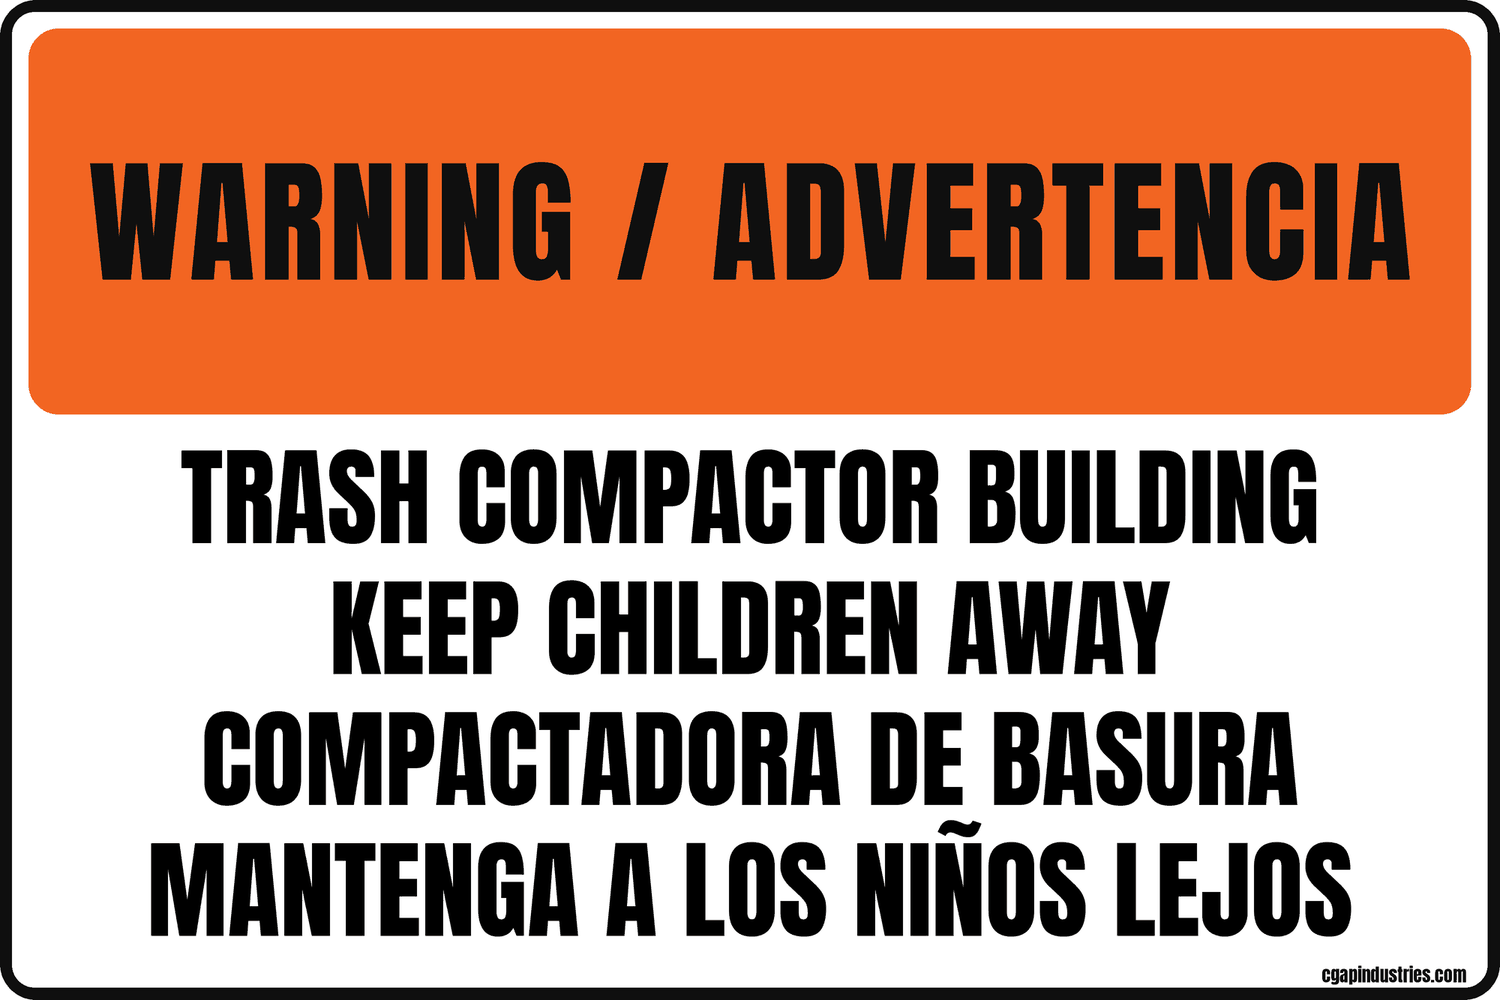 WARNING / ADVERTENCIA
TRASH COMPACTOR BUILDING
KEEP CHILDREN AWAY
COMPACTADORA DE BASURA
MANTENGA A LOS NIÑOS LEJOS
cgapindustries.com